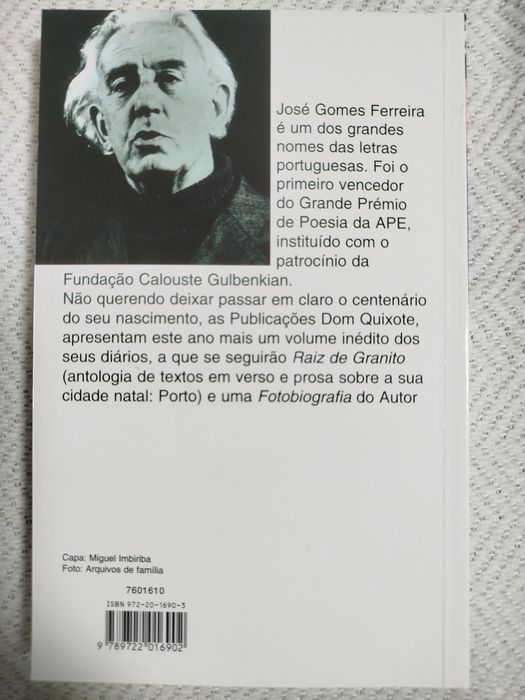 José Gomes Ferreira
é um dos grandes
nomes das letras
portuguesas. Foi o
primeiro vencedor
do Grande Prémio
de Poesia da APE,
instituído com o
patrocínio da
Fundação Calouste Gulbenkian.
Não querendo deixar passar em claro o centenário
do seu nascimento, as Publicações Dom Quixote,
apresentam este ano mais um volume inédito dos
seus diários, a que se seguirão Raiz de Granito
(antologia de textos em verso e prosa sobre a sua
cidade natal: Porto) e uma Fotobiografia do Autor
Capa: Miguel Imbiriba
Foto: Arquivos de família
7601610
ISBN 972-20-1690-3
9 789722 016902